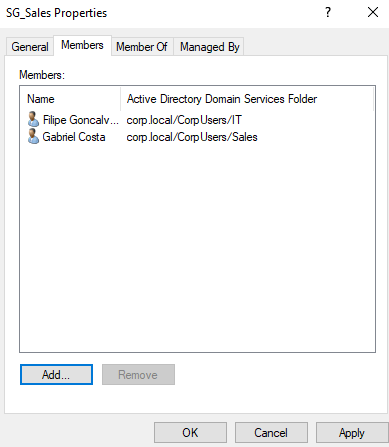 SG_Sales Properties ? ×
General Members Member Of Managed By
Members:
Name Active Directory Domain Services Folder
Filipe Goncalv... corp.local/CorpUsers/IT
Gabriel Costa corp.local/CorpUsers/Sales
Add... Remove
OK Cancel Apply